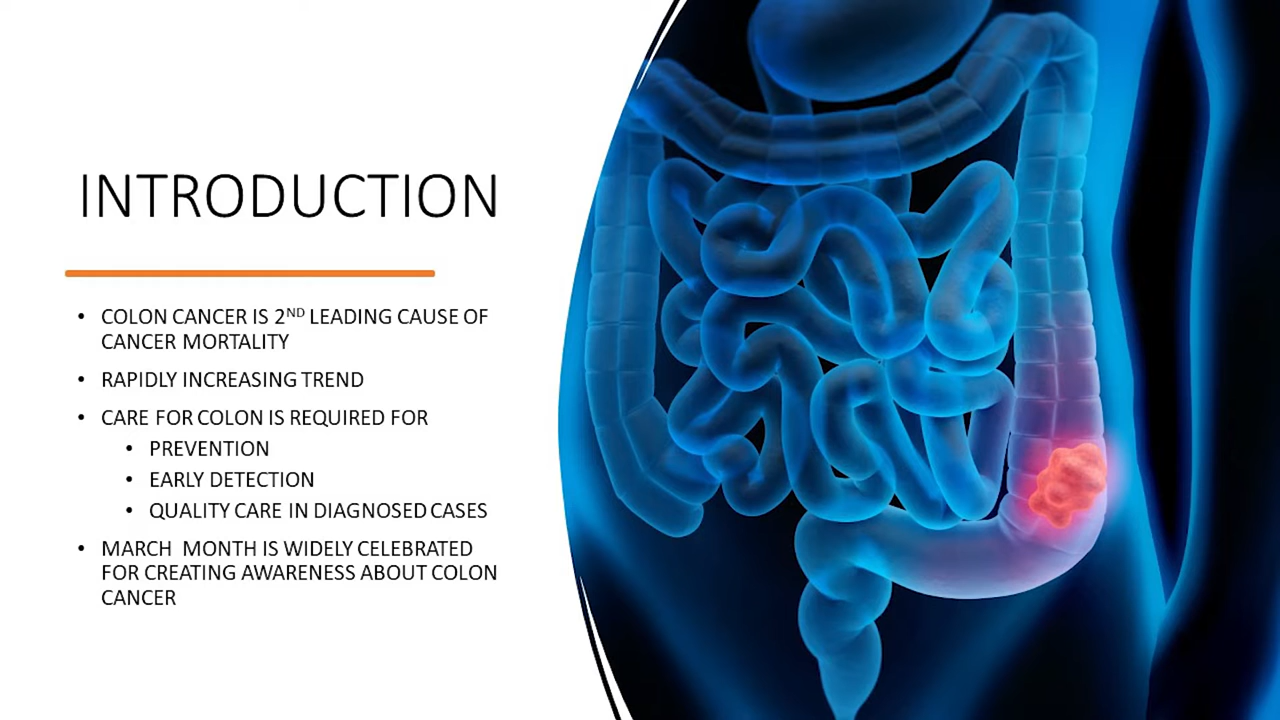 INTRODUCTION
• COLON CANCER IS 2ND LEADING CAUSE OF
CANCER MORTALITY
• RAPIDLY INCREASING TREND
• CARE FOR COLON IS REQUIRED FOR
• PREVENTION
• EARLY DETECTION
• QUALITY CARE IN DIAGNOSED CASES
• MARCH  MONTH IS WIDELY CELEBRATED
FOR CREATING AWARENESS ABOUT COLON
CANCER